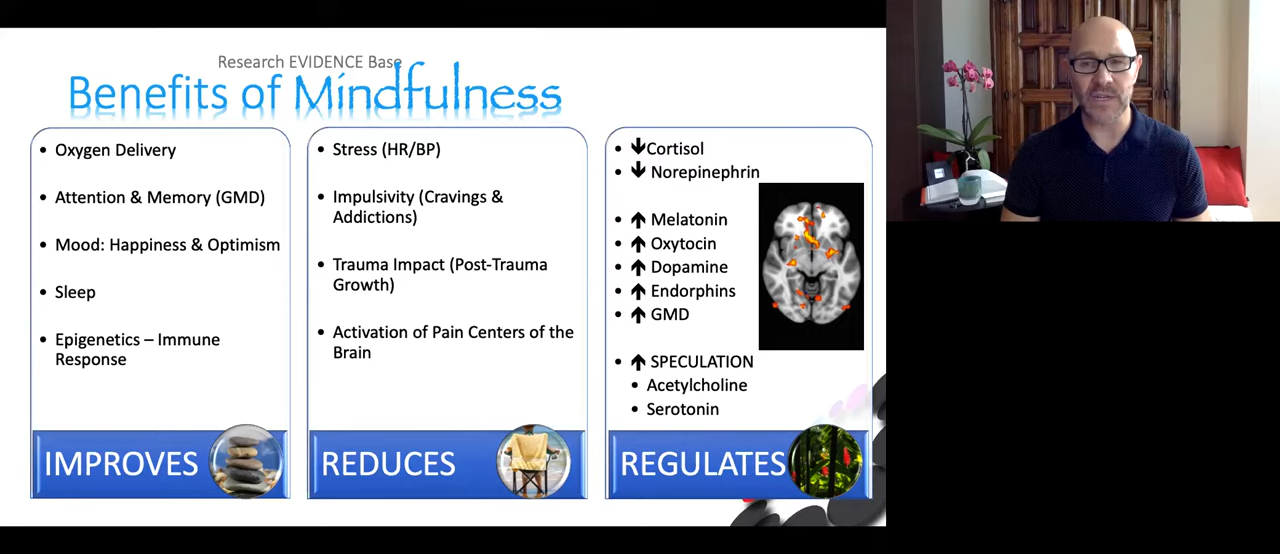 Research EVIDENCE Base
Benefits of Mindfulness
• Oxygen Delivery
• Attention & Memory (GMD)
• Mood: Happiness & Optimism
• Sleep
• Epigenetics – Immune
Response
IMPROVES
• Stress (HR/BP)
• Impulsivity (Cravings &
Addictions)
• Trauma Impact (Post-Trauma
Growth)
• Activation of Pain Centers of the
Brain
REDUCES
• 🡇Cortisol
• 🡇 Norepinephrin
• 🡅 Melatonin
• 🡅 Oxytocin
• 🡅 Dopamine
• 🡅 Endorphins
• 🡅 GMD
• 🡅 SPECULATION
• Acetylcholine
• Serotonin
REGULATES